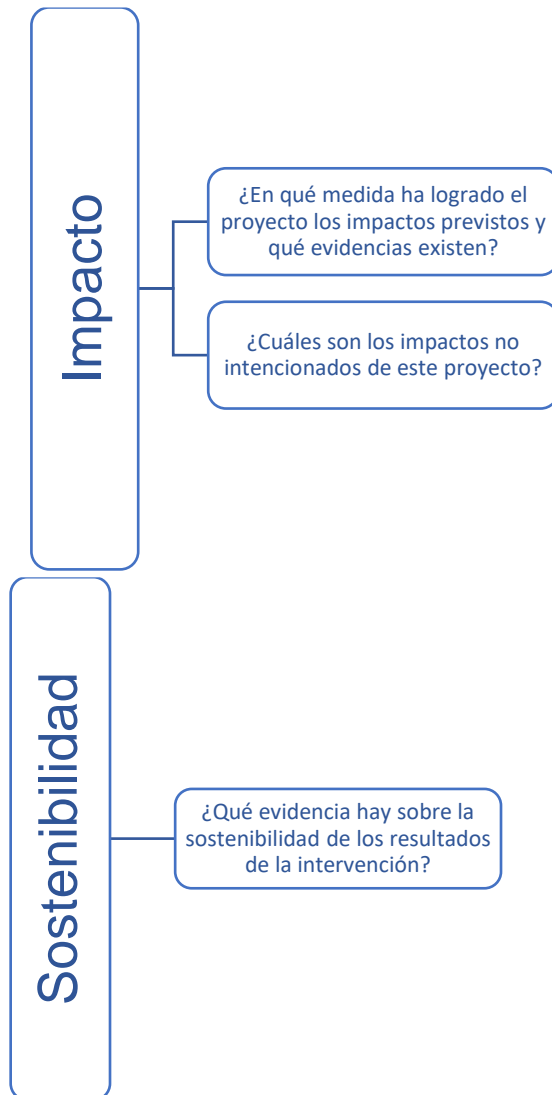 Impacto
¿En qué medida ha logrado el
proyecto los impactos previstos y
qué evidencias existen?
¿Cuáles son los impactos no
intencionados de este proyecto?
Sostenibilidad
¿Qué evidencia hay sobre la
sostenibilidad de los resultados
de la intervención?